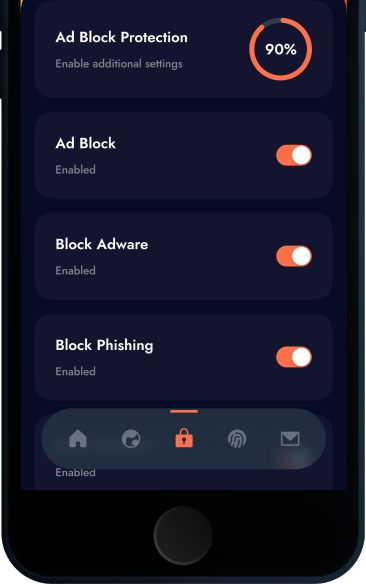 Ad Block Protection
Enable additional settings
90%
Ad Block
Enabled
Block Adware
Enabled
Block Phishing
Enabled
Enabled